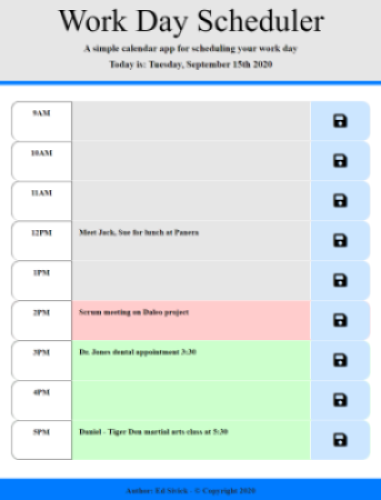 Work Day Scheduler
A simple calendar app for scheduling your work day
Today is: Tuesday, September 15th 2020
9AM
10AM
11AM
12PM Meet Jack, Sue for lunch at Panera
1PM
2PM Scrum meeting on Daleo project
3PM Dr. Jones dental appointment 3:30
4PM
5PM Daniel - Tiger Den martial arts class at 5:30
Author: Ed - © Copyright 2020